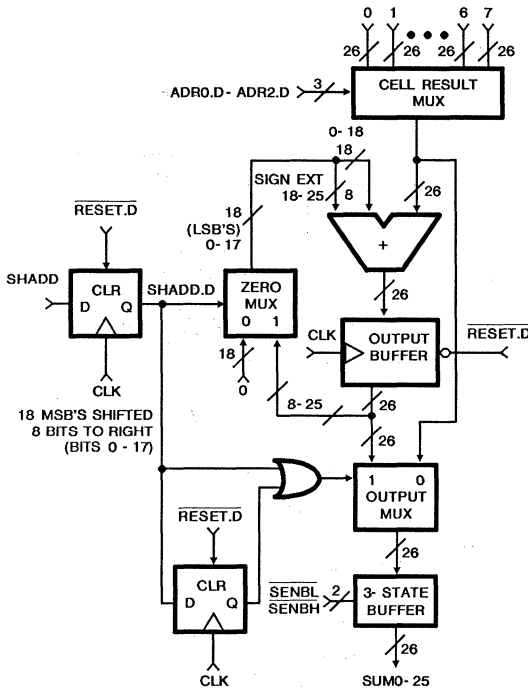 0 1 6 7
26 26 26 26
ADR0.D- ADR2.D 3
CELL RESULT
MUX
0- 18
18
SIGN EXT
18- 25 8
26
18
(LSB'S)
0- 17
+
RESET.D
SHADD
CLR
D Q
SHADD.D
ZERO
MUX
0 1
26
CLK
OUTPUT
BUFFER
RESET.D
CLK
18
0
8- 25
26
26
18 MSB'S SHIFTED
8 BITS TO RIGHT
(BITS 0 - 17)
1 0
OUTPUT
MUX
RESET.D
26
CLR
D Q
SENBL
SENBH
2
3- STATE
BUFFER
CLK
26
SUM0- 25